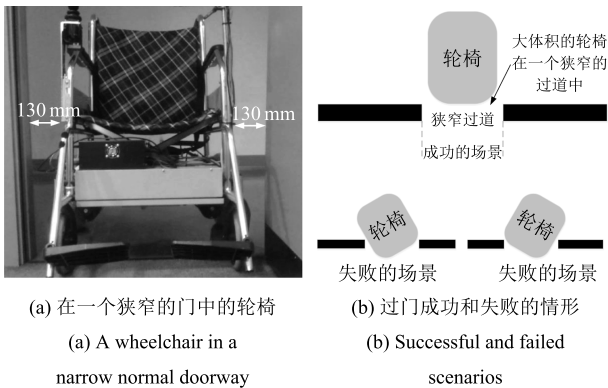 130 mm
130 mm
(a) 在一个狭窄的门中的轮椅
(a) A wheelchair in a
narrow normal doorway
轮椅
大体积的轮椅
在一个狭窄的
过道中
狭窄过道
成功的场景
轮椅
失败的场景
轮椅
失败的场景
(b) 过门成功和失败的情形
(b) Successful and failed
scenarios